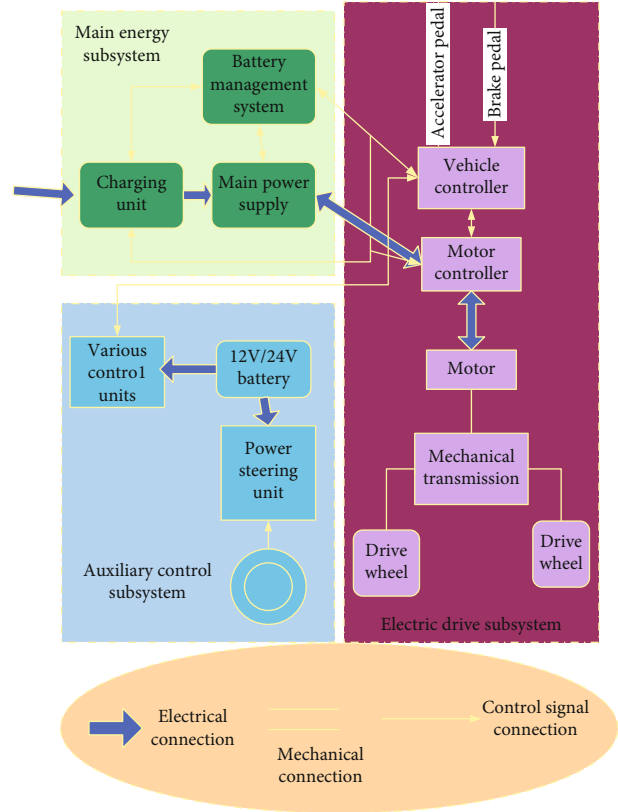 Main energy
subsystem
Battery
management
system
Charging
unit
Main power
supply
Accelerator pedal
Brake pedal
Vehicle
controller
Motor
controller
Motor
Mechanical
transmission
Drive
wheel
Drive
wheel
Electric drive subsystem
Various
contro1
units
12V/24V
battery
Power
steering
unit
Auxiliary control
subsystem
Electrical
connection
Mechanical
connection
Control signal
connection